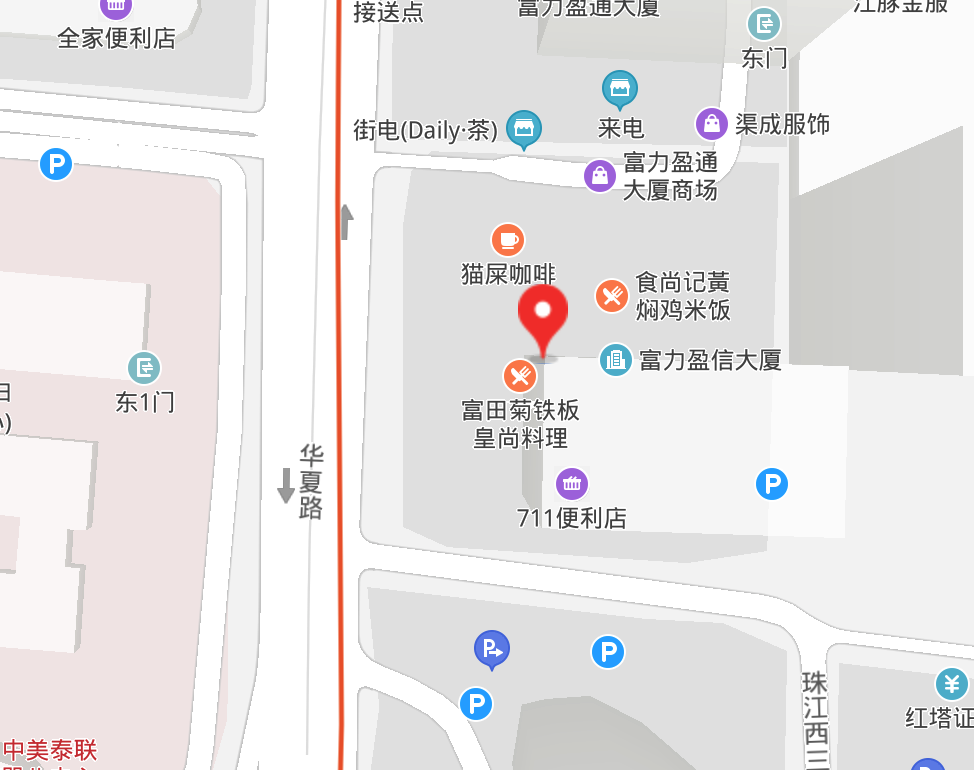 接送点
富力盈通大厦
江豚金服
全家便利店
东门
街电(Daily·茶)
来电
渠成服饰
P
富力盈通
大厦商场
猫屎咖啡
食尚记黃
焖鸡米饭
富力盈信大厦
东1门
富田菊铁板
皇尚料理
华夏路
711便利店
P
P
P
P
珠江西三
¥
红塔证
中美泰联